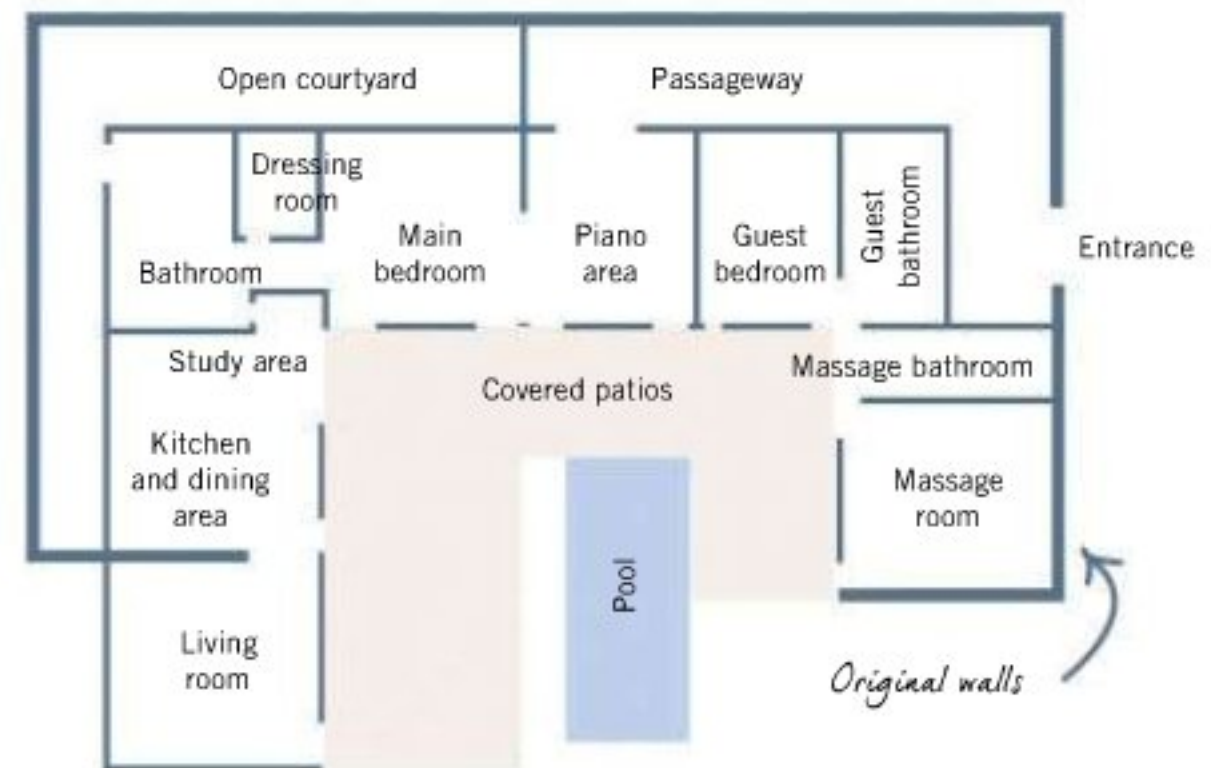 Open courtyard
Passageway
Dressing
room
Main
bedroom
Piano
area
Guest
bedroom
Guest
bathroom
Entrance
Bathroom
Study area
Covered patios
Massage bathroom
Kitchen
and dining
area
Massage
room
Pool
Living
room
Original walls